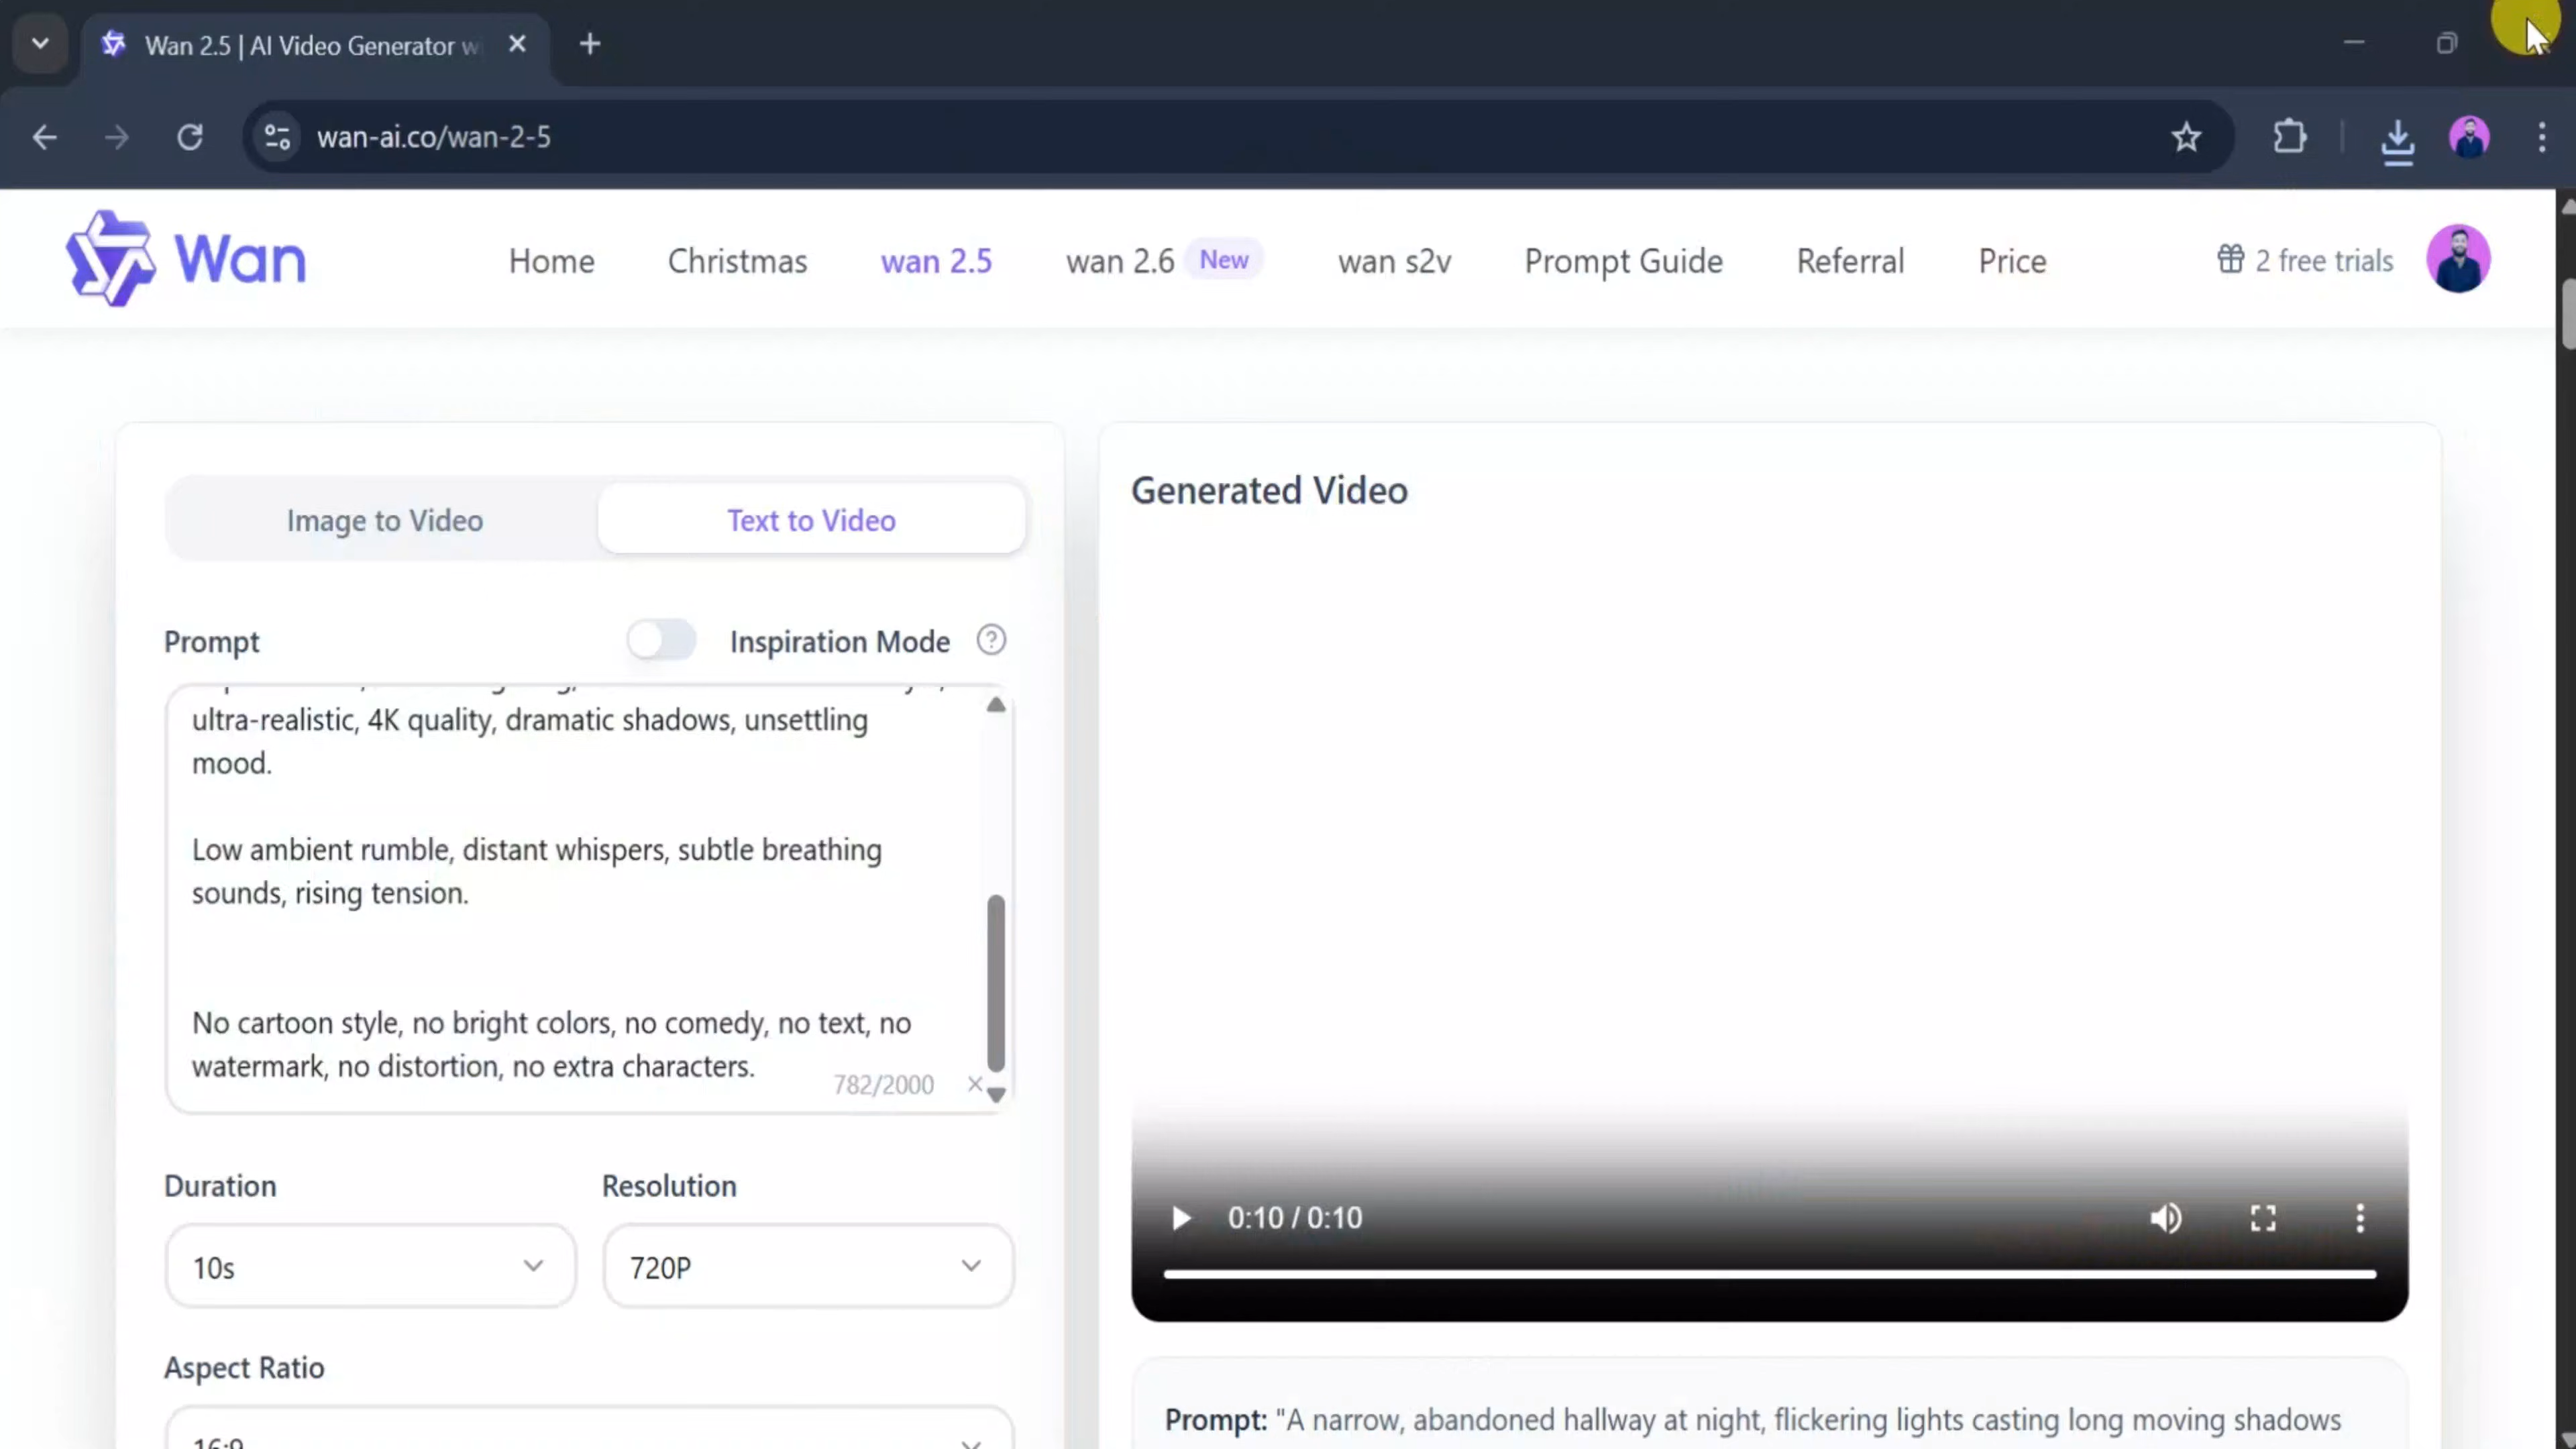 Wan 2.5 | AI Video Generator w
wan-ai.co/wan-2-5
Wan
Home
Christmas
wan 2.5
wan 2.6 New
wan s2v
Prompt Guide
Referral
Price
2 free trials
Image to Video
Text to Video
Prompt
Inspiration Mode
ultra-realistic, 4K quality, dramatic shadows, unsettling
mood.
Low ambient rumble, distant whispers, subtle breathing
sounds, rising tension.
No cartoon style, no bright colors, no comedy, no text, no
watermark, no distortion, no extra characters.
782/2000
Duration
Resolution
10s
720P
Aspect Ratio
16:9
Generated Video
0:10 / 0:10
Prompt: "A narrow, abandoned hallway at night, flickering lights casting long moving shadows